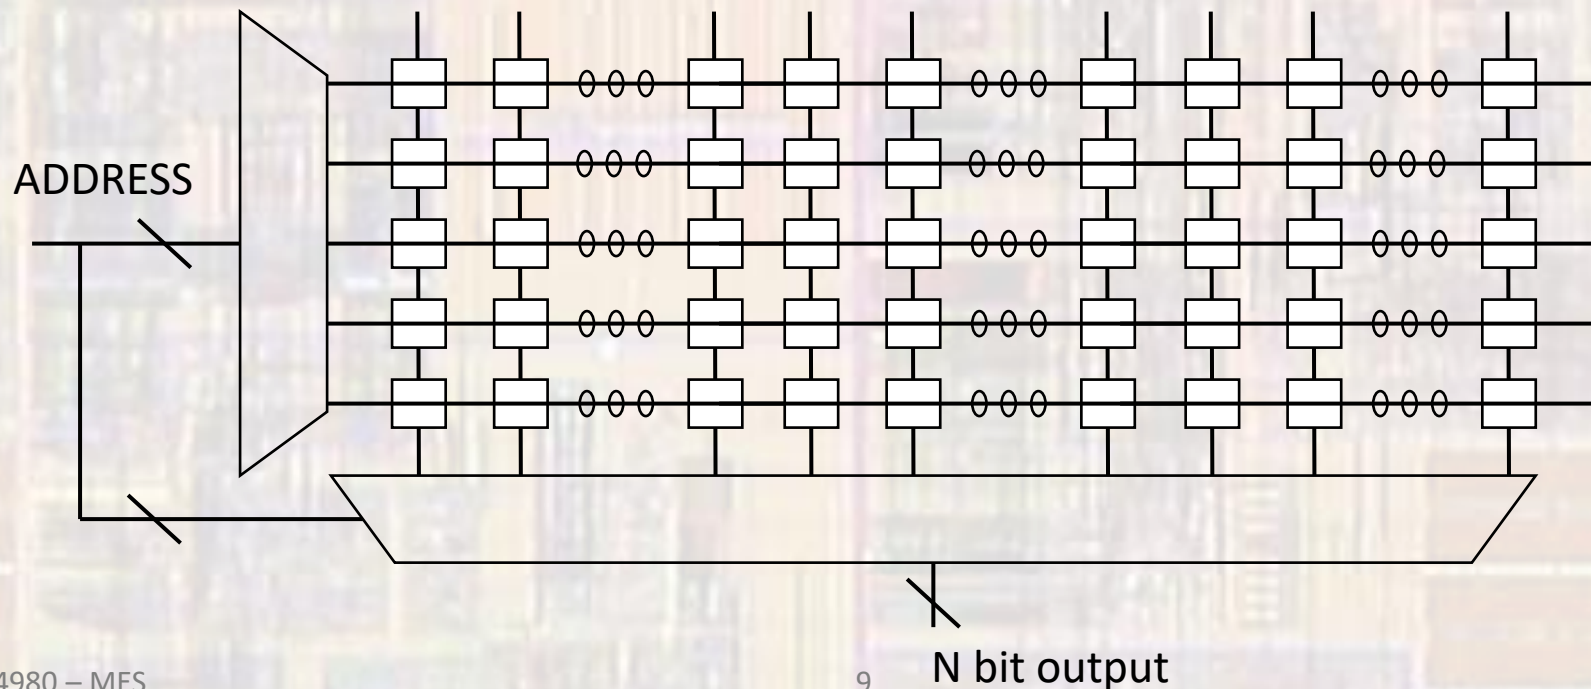 ADDRESS
N bit output
4980 – MES
9